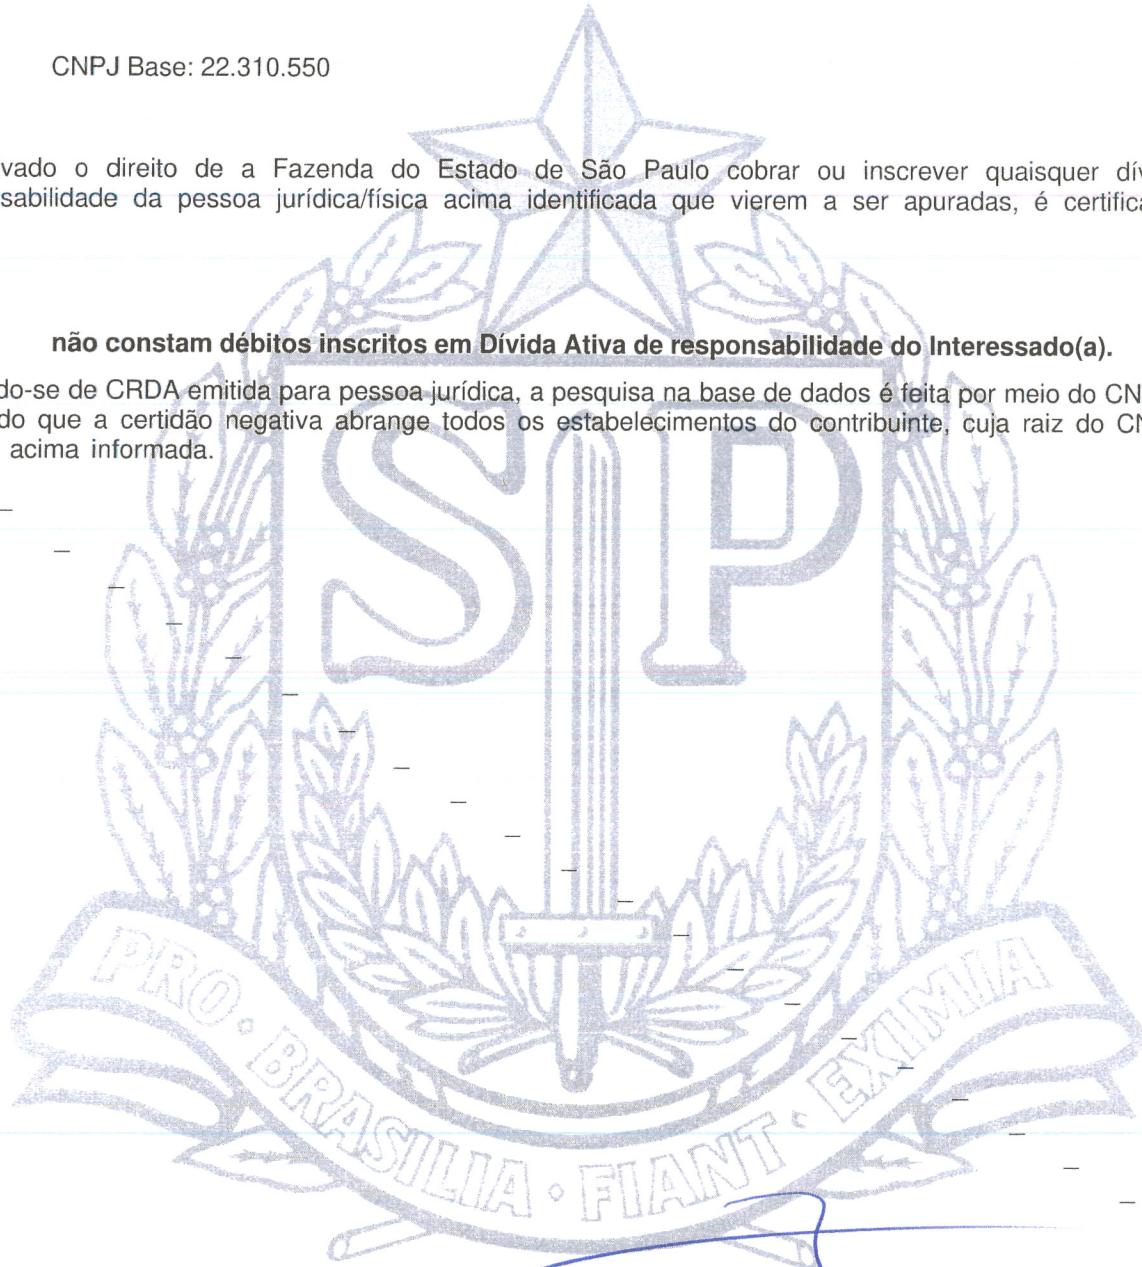 CNPJ Base: 22.310.550
vado o direito de a Fazenda do Estado de São Paulo cobrar ou inscrever quaisquer dív
sabilidade da pessoa jurídica/física acima identificada que vierem a ser apuradas, é certifica
não constam débitos inscritos em Dívida Ativa de responsabilidade do Interessado(a).
do-se de CRDA emitida para pessoa jurídica, a pesquisa na base de dados é feita por meio do CN
do que a certidão negativa abrange todos os estabelecimentos do contribuinte, cuja raiz do CN
acima informada.
SP
PRO • BRASILIA • FIANT • EXIMIA